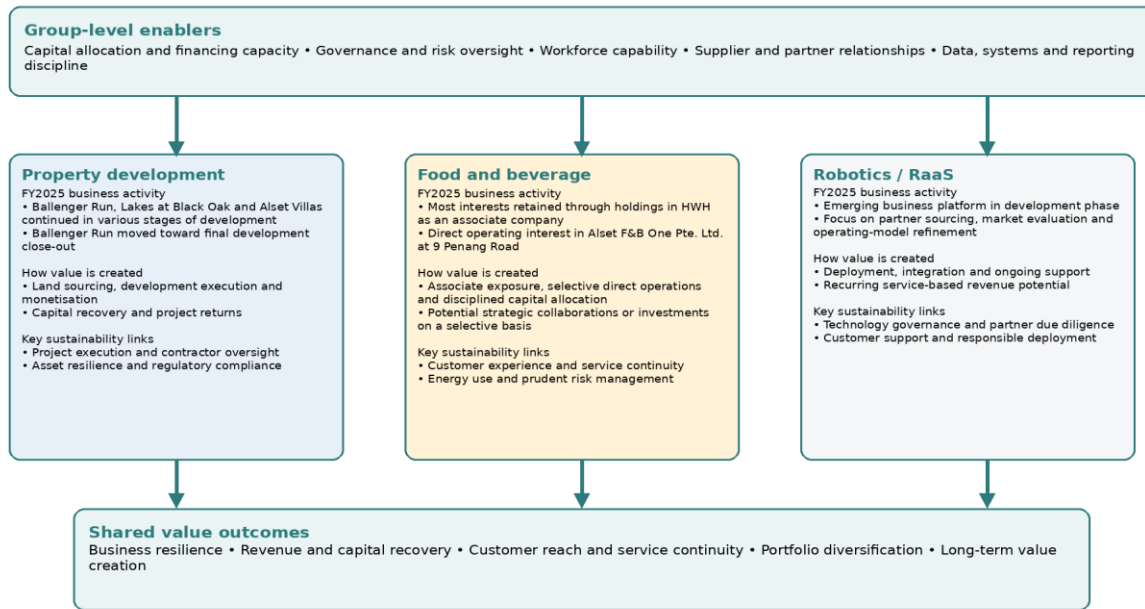 Group-level enablers
Capital allocation and financing capacity • Governance and risk oversight • Workforce capability • Supplier and partner relationships • Data, systems and reporting
discipline
Property development
FY2025 business activity
• Ballenger Run, Lakes at Black Oak and Alset Villas
continued in various stages of development
• Ballenger Run moved toward final development
close-out
How value is created
• Land sourcing, development execution and
monetisation
• Capital recovery and project returns
Key sustainability links
• Project execution and contractor oversight
• Asset resilience and regulatory compliance
Food and beverage
FY2025 business activity
• Most interests retained through holdings in HWH
as an associate company
• Direct operating interest in Alset F&B One Pte. Ltd.
at 9 Penang Road
How value is created
• Associate exposure, selective direct operations
and disciplined capital allocation
• Potential strategic collaborations or investments
on a selective basis
Key sustainability links
• Customer experience and service continuity
• Energy use and prudent risk management
Robotics / RaaS
FY2025 business activity
• Emerging business platform in development phase
• Focus on partner sourcing, market evaluation and
operating-model refinement
How value is created
• Deployment, integration and ongoing support
• Recurring service-based revenue potential
Key sustainability links
• Technology governance and partner due diligence
• Customer support and responsible deployment
Shared value outcomes
Business resilience • Revenue and capital recovery • Customer reach and service continuity • Portfolio diversification • Long-term value
creation